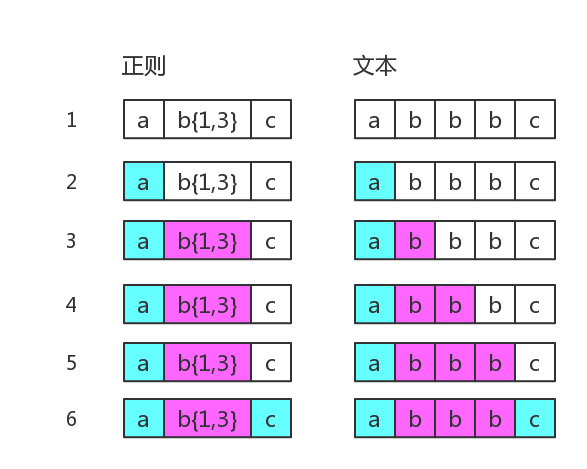 正则 文本
1 a b{1,3} c a b b b c
2 a b{1,3} c a b b b c
3 a b{1,3} c a b b b c
4 a b{1,3} c a b b b c
5 a b{1,3} c a b b b c
6 a b{1,3} c a b b b c